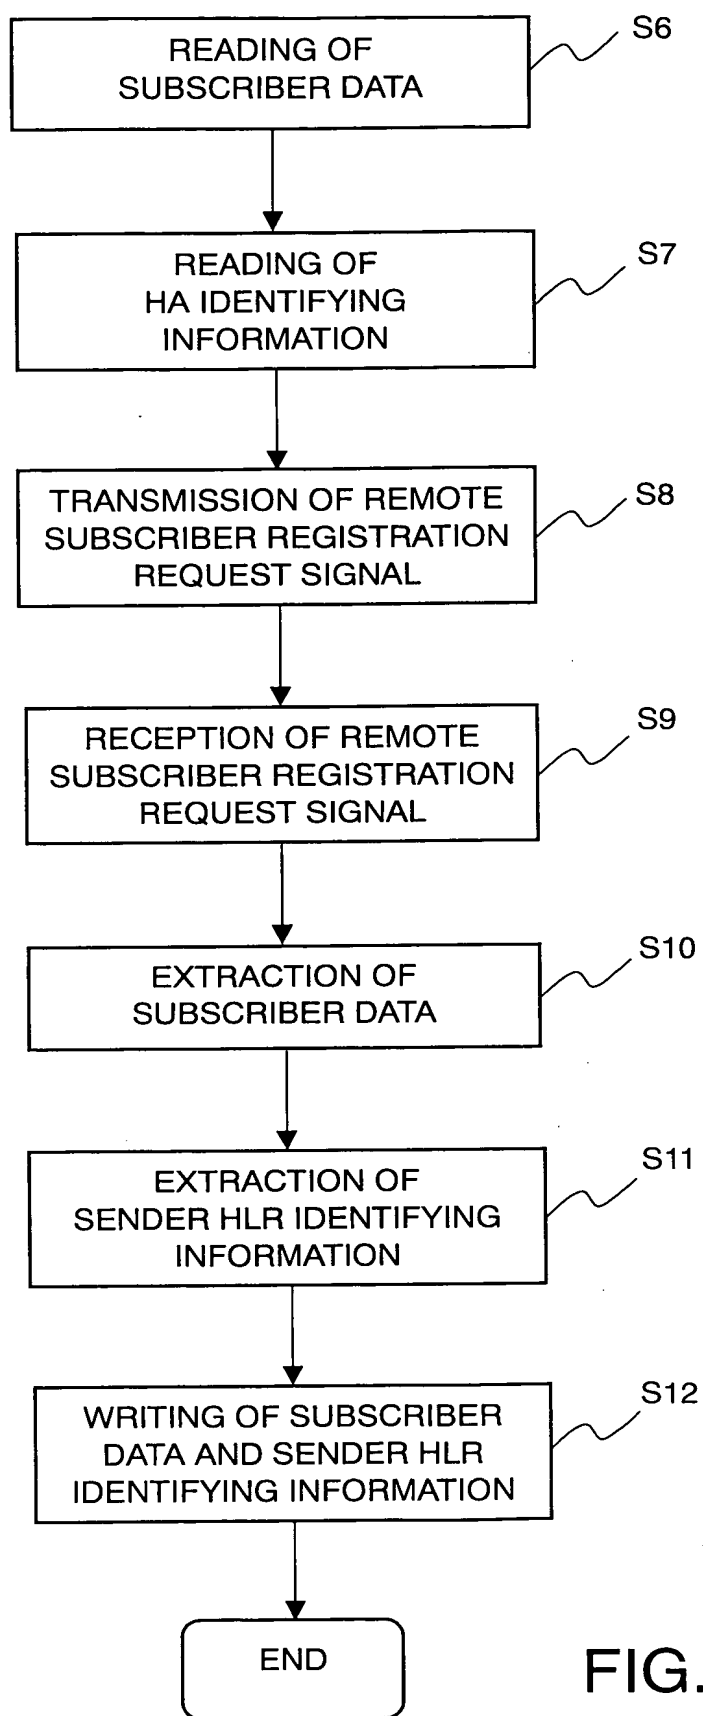 READING OF
SUBSCRIBER DATA
S6
READING OF
HA IDENTIFYING
INFORMATION
S7
TRANSMISSION OF REMOTE
SUBSCRIBER REGISTRATION
REQUEST SIGNAL
S8
RECEPTION OF REMOTE
SUBSCRIBER REGISTRATION
REQUEST SIGNAL
S9
EXTRACTION OF
SUBSCRIBER DATA
S10
EXTRACTION OF
SENDER HLR IDENTIFYING
INFORMATION
S11
WRITING OF SUBSCRIBER
DATA AND SENDER HLR
IDENTIFYING INFORMATION
S12
END
FIG.